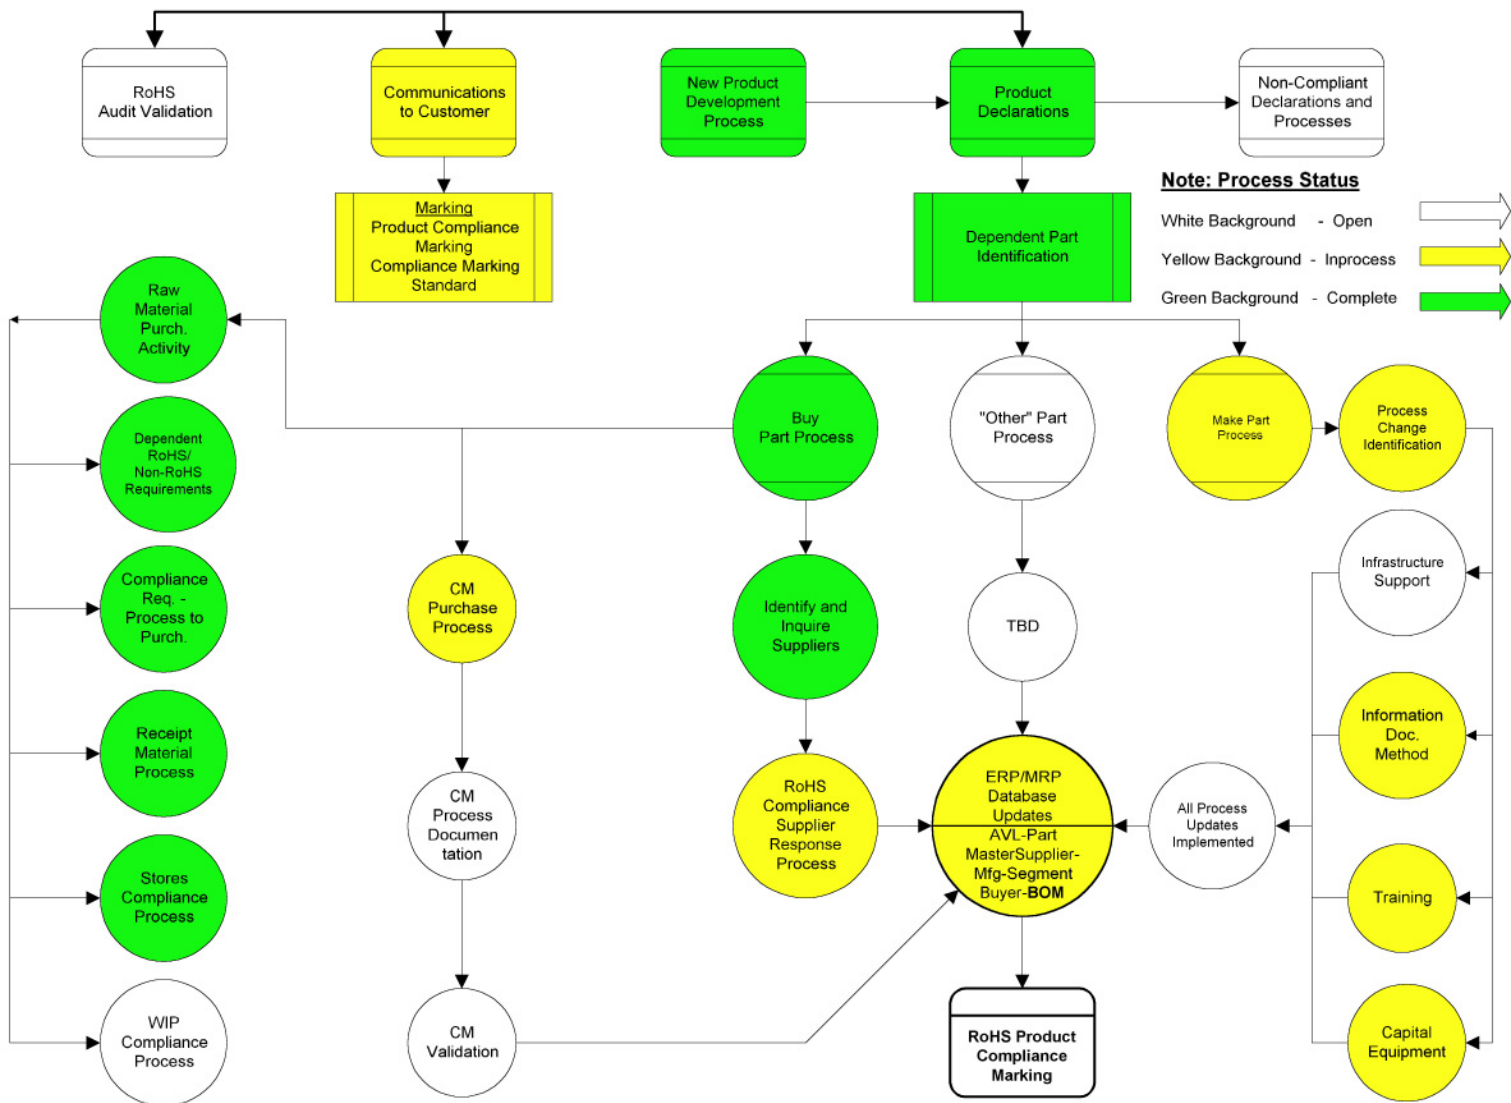 RoHS
Audit Validation
Communications
to Customer
New Product
Development
Process
Product
Declarations
Non-Compliant
Declarations and
Processes
Note: Process Status
White Background - Open
Yellow Background - Inprocess
Green Background - Complete
Marking
Product Compliance
Marking
Compliance Marking
Standard
Dependent Part
Identification
Raw
Material
Purch.
Activity
Buy
Part Process
"Other" Part
Process
Make Part
Process
Process
Change
Identification
Dependent
RoHS/
Non-RoHS
Requirements
Compliance
Req. -
Process to
Purch.
CM
Purchase
Process
Identify and
Inquire
Suppliers
TBD
Infrastructure
Support
Receipt
Material
Process
Information
Doc.
Method
RoHS
Compliance
Supplier
Response
Process
ERP/MRP
Database
Updates
AVL-Part
MasterSupplier-
Mfg-Segment
Buyer-BOM
All Process
Updates
Implemented
CM
Process
Documen
tation
Stores
Compliance
Process
Training
WIP
Compliance
Process
CM
Validation
RoHS Product
Compliance
Marking
Capital
Equipment